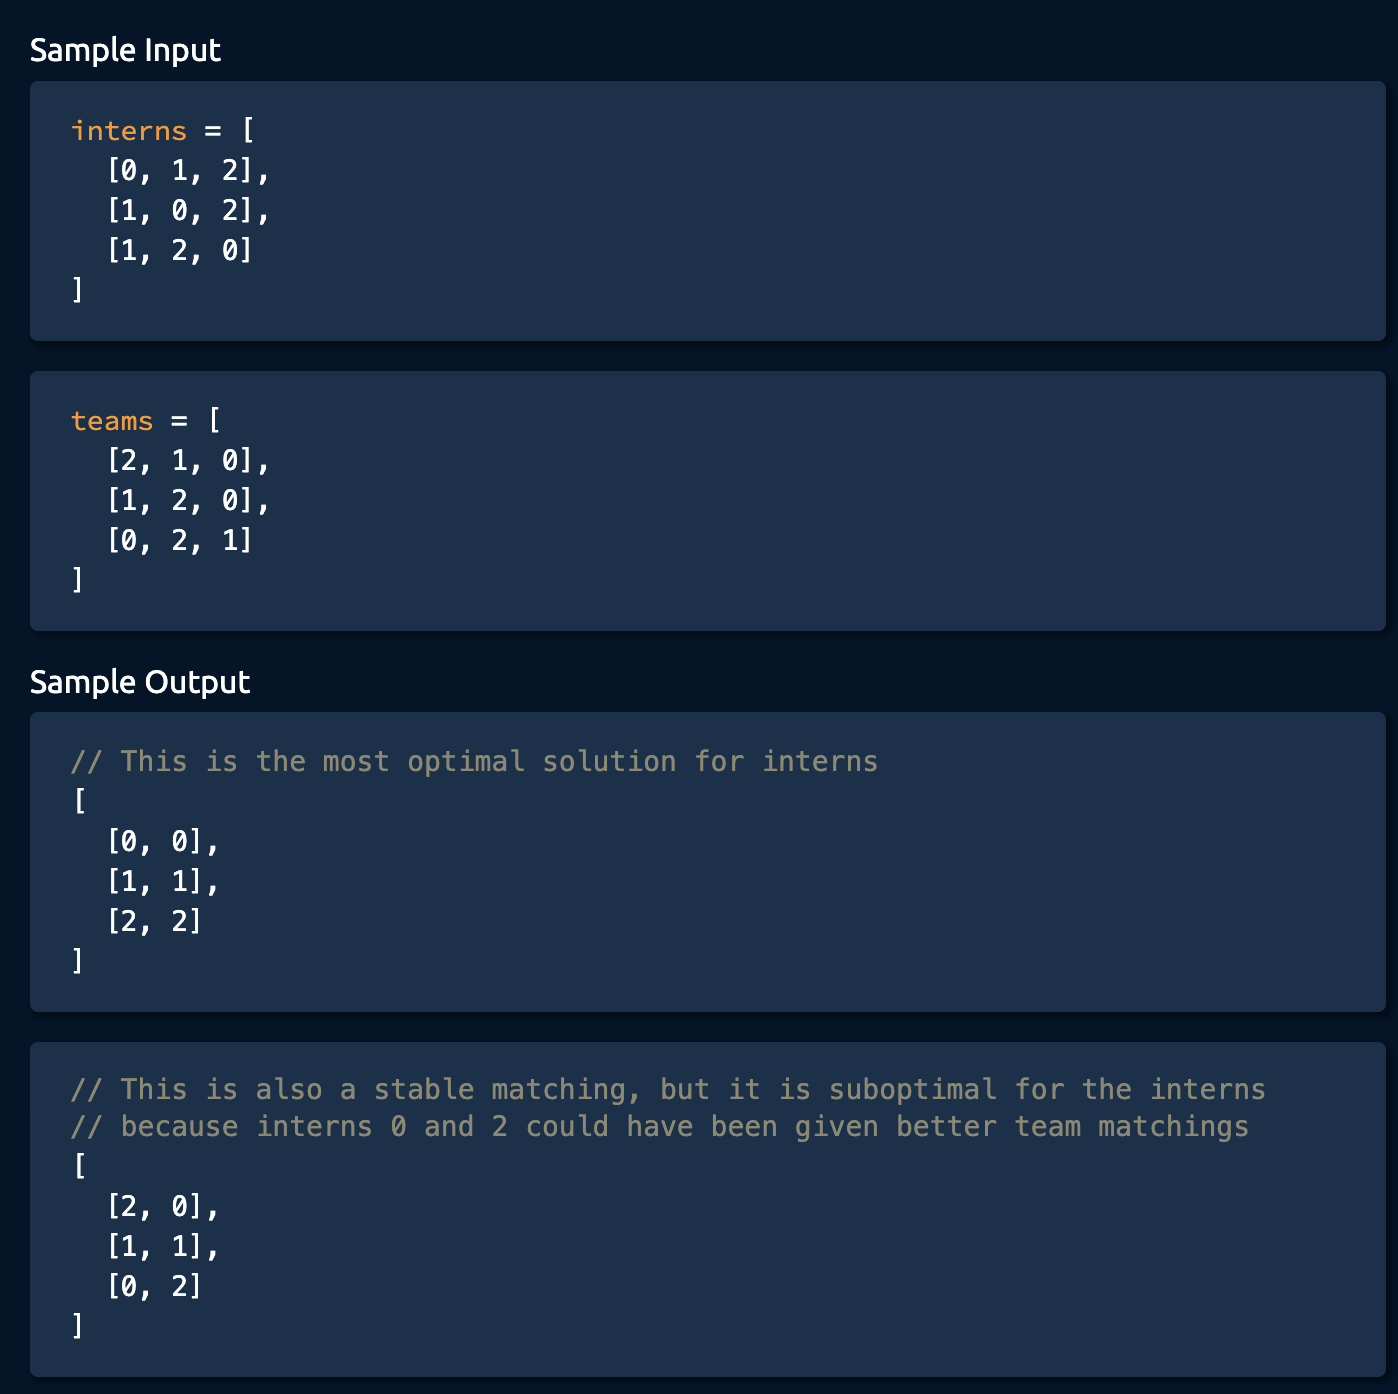 Sample Input
interns = [
  [0, 1, 2],
  [1, 0, 2],
  [1, 2, 0]
]
teams = [
  [2, 1, 0],
  [1, 2, 0],
  [0, 2, 1]
]
Sample Output
// This is the most optimal solution for interns
[
  [0, 0],
  [1, 1],
  [2, 2]
]
// This is also a stable matching, but it is suboptimal for the interns
// because interns 0 and 2 could have been given better team matchings
[
  [2, 0],
  [1, 1],
  [0, 2]
]